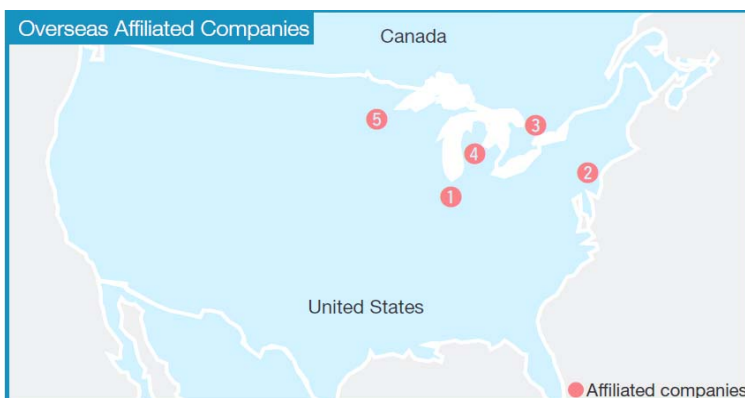 Overseas Affiliated Companies
Canada
5
3
4
2
1
United States
Affiliated companies